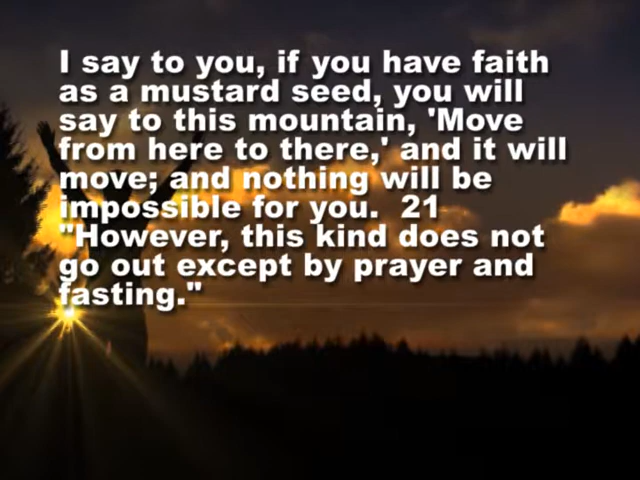 I say to you, if you have faith
as a mustard seed, you will
say to this mountain, 'Move
from here to there,' and it will
move; and nothing will be
impossible for you.  21
"However, this kind does not
go out except by prayer and
fasting."